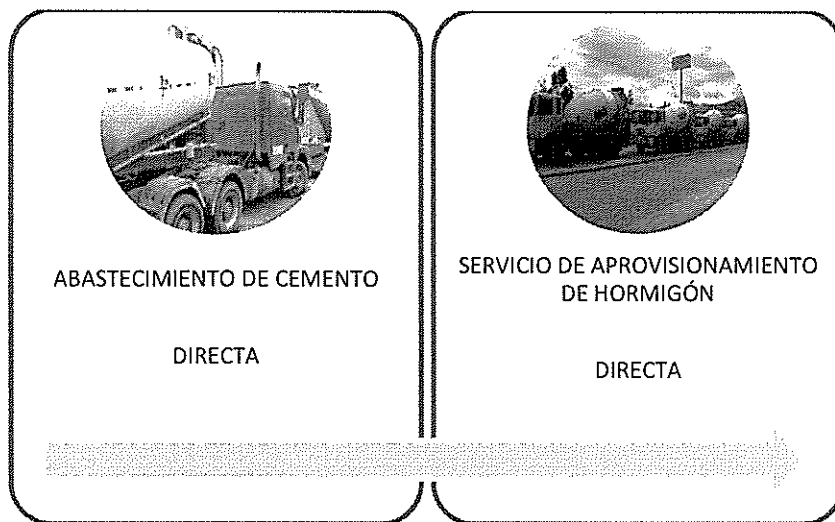 ABASTECIMIENTO DE CEMENTO
DIRECTA
SERVICIO DE APROVISIONAMIENTO
DE HORMIGÓN
DIRECTA